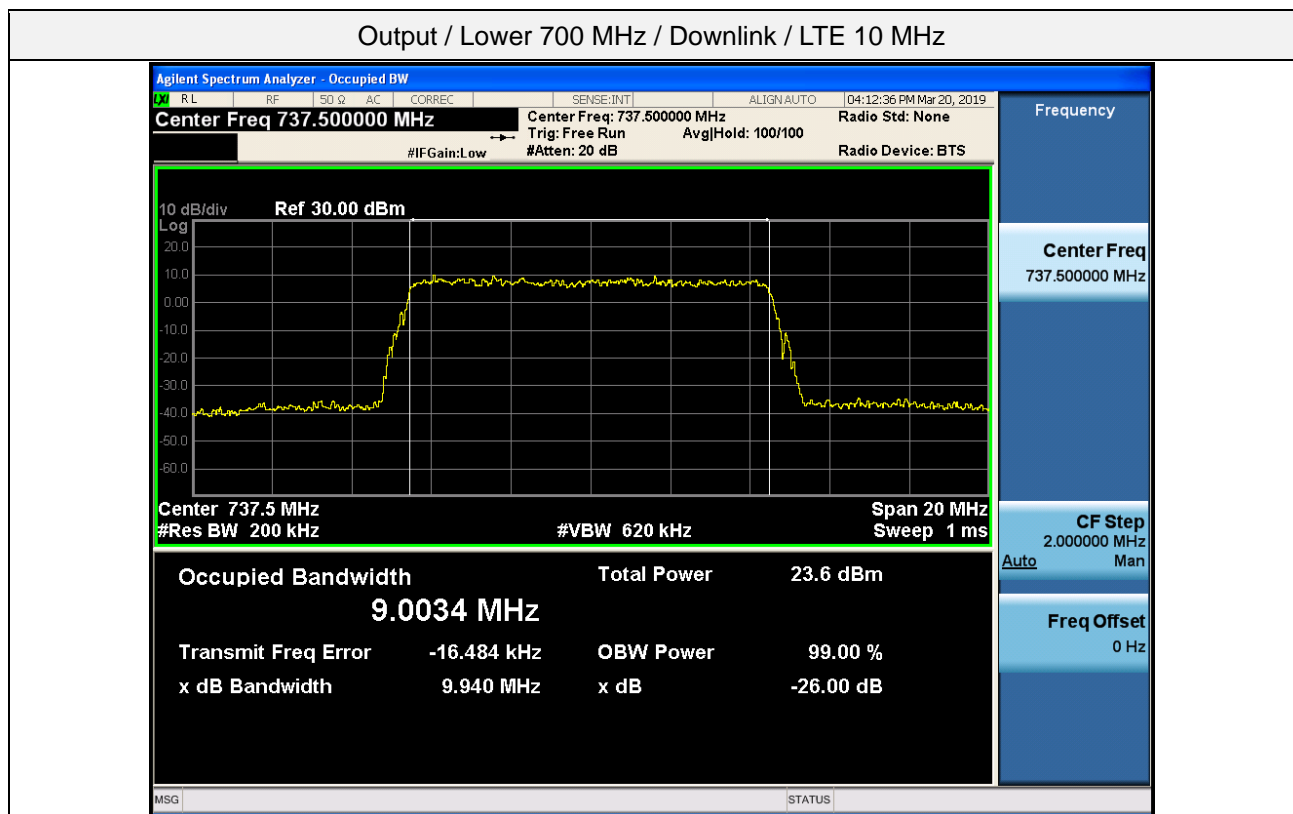 Output / Lower 700 MHz / Downlink / LTE 10 MHz
Agilent Spectrum Analyzer - Occupied BW
LXI RL RF 50 Ω AC CORREC SENSE:INT ALIGN AUTO 04:12:36 PM Mar 20, 2019
Center Freq 737.500000 MHz
Center Freq: 737.500000 MHz Radio Std: None
Trig: Free Run Avg|Hold: 100/100
#IFGain:Low #Atten: 20 dB Radio Device: BTS
10 dB/div Ref 30.00 dBm
Log
20.0
10.0
0.00
-10.0
-20.0
-30.0
-40.0
-50.0
-60.0
Center 737.5 MHz Span 20 MHz
#Res BW 200 kHz #VBW 620 kHz Sweep 1 ms
Occupied Bandwidth Total Power 23.6 dBm
9.0034 MHz
Transmit Freq Error -16.484 kHz OBW Power 99.00 %
x dB Bandwidth 9.940 MHz x dB -26.00 dB
Frequency
Center Freq
737.500000 MHz
CF Step
2.000000 MHz
Auto Man
Freq Offset
0 Hz
MSG STATUS